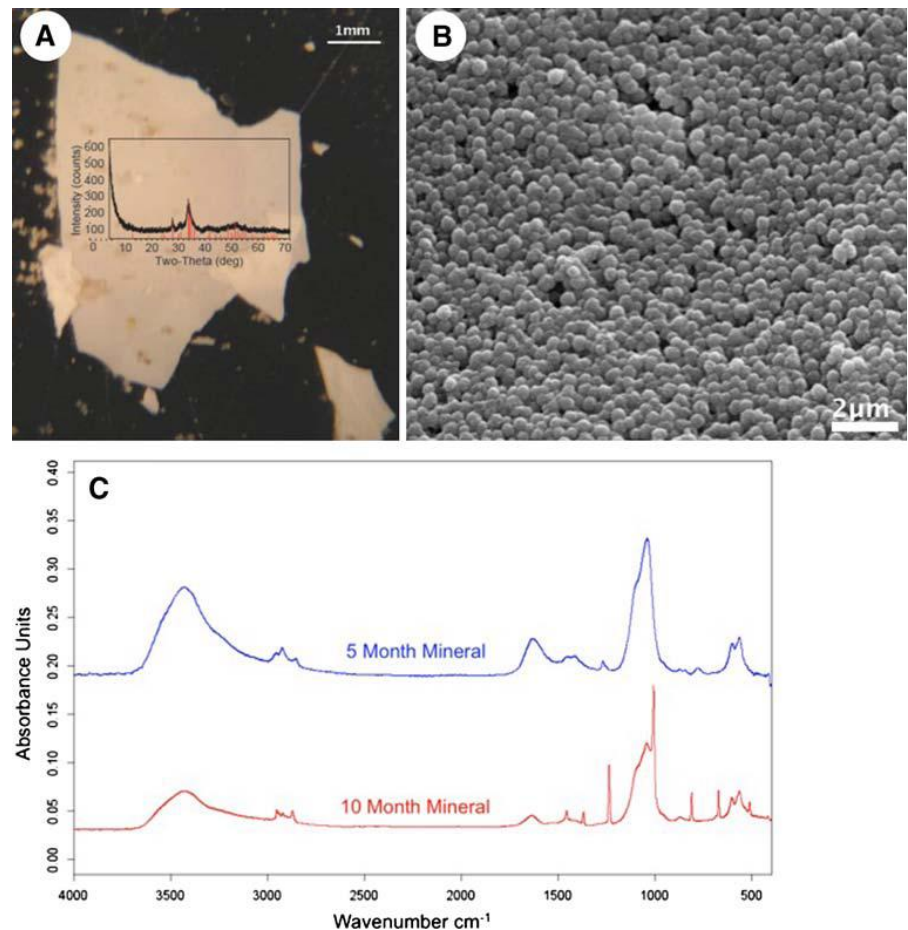 A
1mm
600
500
400
300
200
100
Intensity (counts)
0 10 20 30 40 50 60 70
Two-Theta (deg)
B
2μm
C
0.40
0.35
0.30
0.25
0.20
0.15
0.10
0.05
0.00
Absorbance Units
5 Month Mineral
10 Month Mineral
4000 3500 3000 2500 2000 1500 1000 500
Wavenumber cm⁻¹